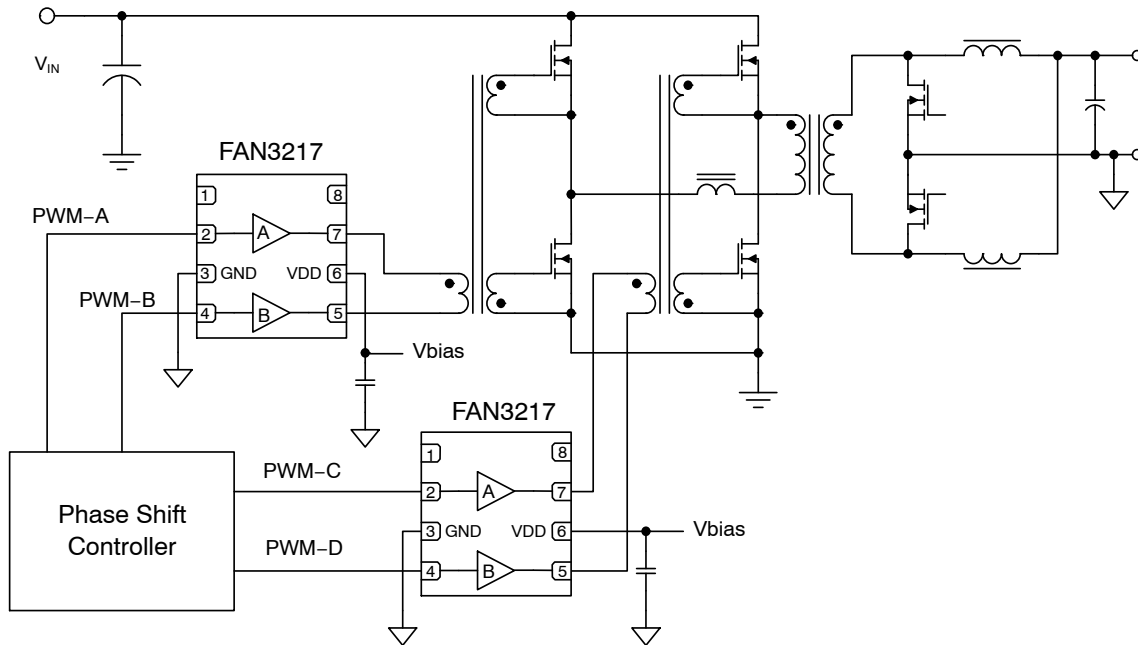 VIN
FAN3217
1
8
PWM−A
2
A
7
3
GND
VDD
6
PWM−B
4
B
5
Vbias
FAN3217
1
8
PWM−C
2
A
7
Phase Shift
Controller
3
GND
VDD
6
Vbias
PWM−D
4
B
5